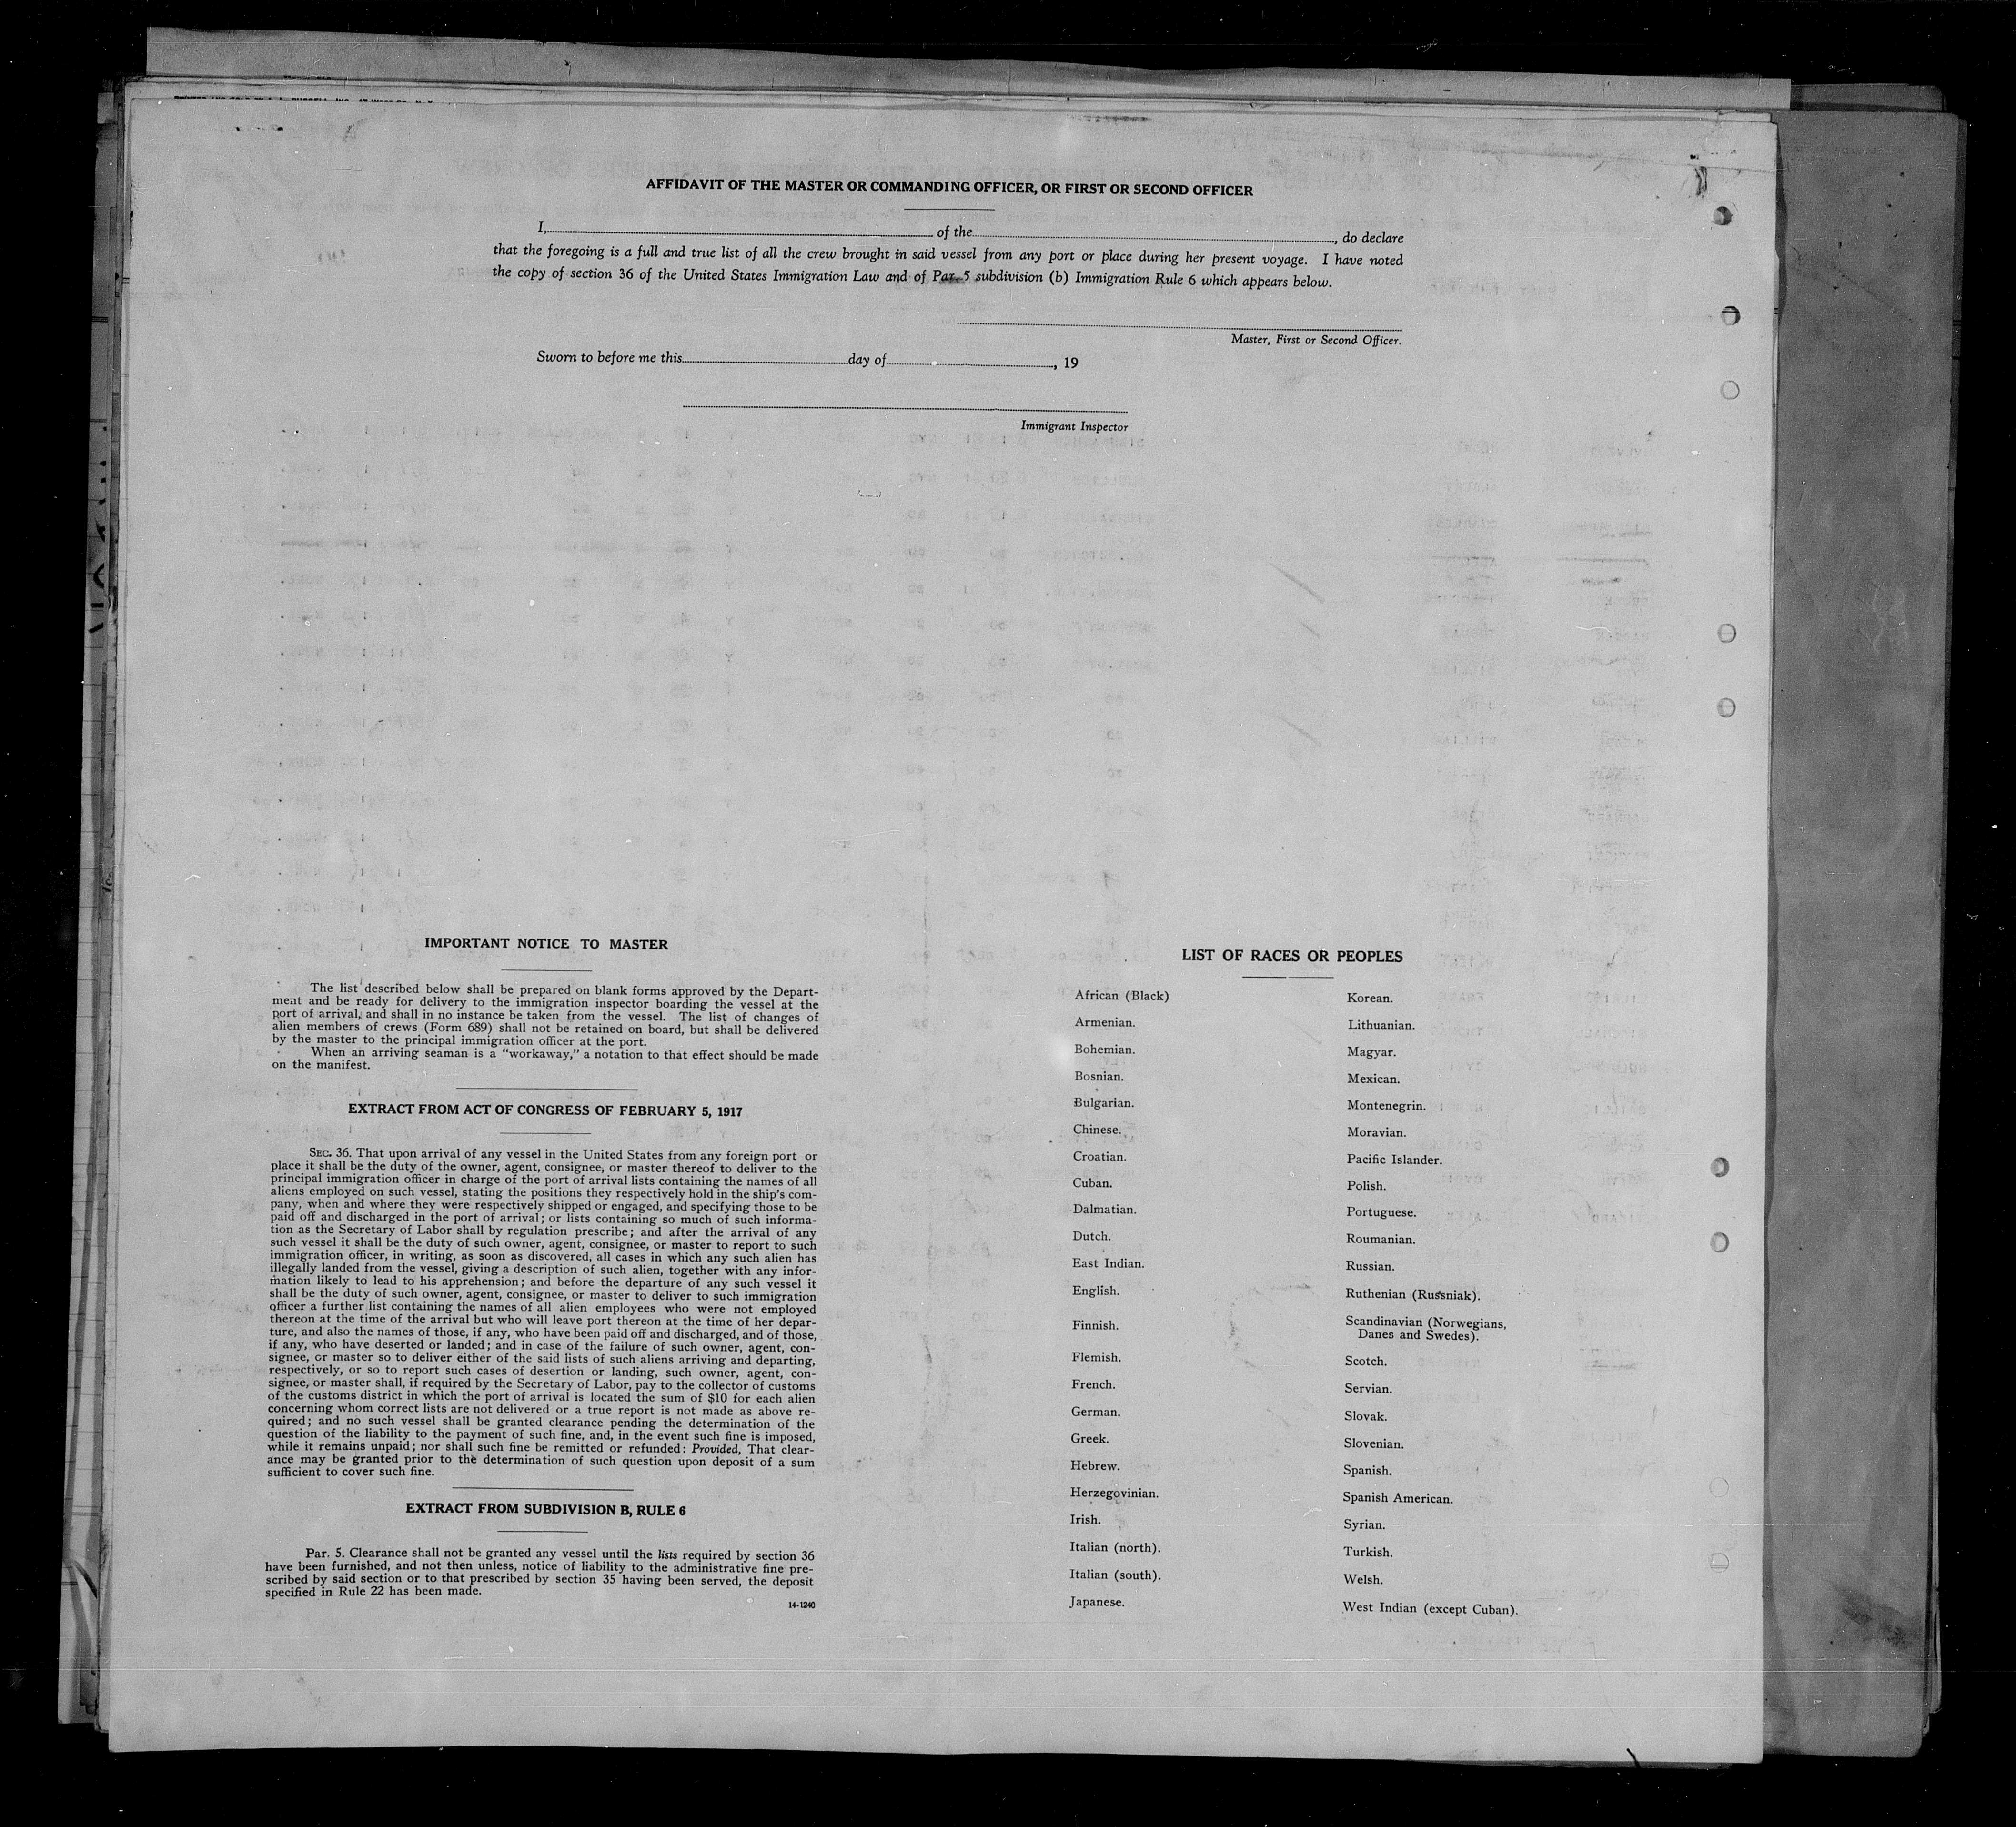 AFFIDAVIT OF THE MASTER OR COMMANDING OFFICER, OR FIRST OR SECOND OFFICER
I, of the , do declare
that the foregoing is a full and true list of all the crew brought in said vessel from any port or place during her present voyage. I have noted
the copy of section 36 of the United States Immigration Law and of Par. 5 subdivision (b) Immigration Rule 6 which appears below.
Master, First or Second Officer.
Sworn to before me this day of , 19
Immigrant Inspector
IMPORTANT NOTICE TO MASTER
The list described below shall be prepared on blank forms approved by the Depart-
ment and be ready for delivery to the immigration inspector boarding the vessel at the
port of arrival, and shall in no instance be taken from the vessel. The list of changes of
alien members of crews (Form 689) shall not be retained on board, but shall be delivered
by the master to the principal immigration officer at the port.
When an arriving seaman is a "workaway," a notation to that effect should be made
on the manifest.
EXTRACT FROM ACT OF CONGRESS OF FEBRUARY 5, 1917
SEC. 36. That upon arrival of any vessel in the United States from any foreign port or
place it shall be the duty of the owner, agent, consignee, or master thereof to deliver to the
principal immigration officer in charge of the port of arrival lists containing the names of all
aliens employed on such vessel, stating the positions they respectively hold in the ship's com-
pany, when and where they were respectively shipped or engaged, and specifying those to be
paid off and discharged in the port of arrival; or lists containing so much of such informa-
tion as the Secretary of Labor shall by regulation prescribe; and after the arrival of any
such vessel it shall be the duty of such owner, agent, consignee, or master to report to such
immigration officer, in writing, as soon as discovered, all cases in which any such alien has
illegally landed from the vessel, giving a description of such alien, together with any infor-
mation likely to lead to his apprehension; and before the departure of any such vessel it
shall be the duty of such owner, agent, consignee, or master to deliver to such immigration
officer a further list containing the names of all alien employees who were not employed
thereon at the time of the arrival but who will leave port thereon at the time of her depar-
ture, and also the names of those, if any, who have been paid off and discharged, and of those,
if any, who have deserted or landed; and in case of the failure of such owner, agent, con-
signee, or master so to deliver either of the said lists of such aliens arriving and departing,
respectively, or so to report such cases of desertion or landing, such owner, agent, con-
signee, or master shall, if required by the Secretary of Labor, pay to the collector of customs
of the customs district in which the port of arrival is located the sum of $10 for each alien
concerning whom correct lists are not delivered or a true report is not made as above re-
quired; and no such vessel shall be granted clearance pending the determination of the
question of the liability to the payment of such fine, and, in the event such fine is imposed,
while it remains unpaid; nor shall such fine be remitted or refunded: Provided, That clear-
ance may be granted prior to the determination of such question upon deposit of a sum
sufficient to cover such fine.
EXTRACT FROM SUBDIVISION B, RULE 6
Par. 5. Clearance shall not be granted any vessel until the lists required by section 36
have been furnished, and not then unless, notice of liability to the administrative fine pre-
scribed by said section or to that prescribed by section 35 having been served, the deposit
specified in Rule 22 has been made.
14-1240
LIST OF RACES OR PEOPLES
African (Black)
Armenian.
Bohemian.
Bosnian.
Bulgarian.
Chinese.
Croatian.
Cuban.
Dalmatian.
Dutch.
East Indian.
English.
Finnish.
Flemish.
French.
German.
Greek.
Hebrew.
Herzegovinian.
Irish.
Italian (north).
Italian (south).
Japanese.
Korean.
Lithuanian.
Magyar.
Mexican.
Montenegrin.
Moravian.
Pacific Islander.
Polish.
Portuguese.
Roumanian.
Russian.
Ruthenian (Russniak).
Scandinavian (Norwegians,
Danes and Swedes).
Scotch.
Servian.
Slovak.
Slovenian.
Spanish.
Spanish American.
Syrian.
Turkish.
Welsh.
West Indian (except Cuban).